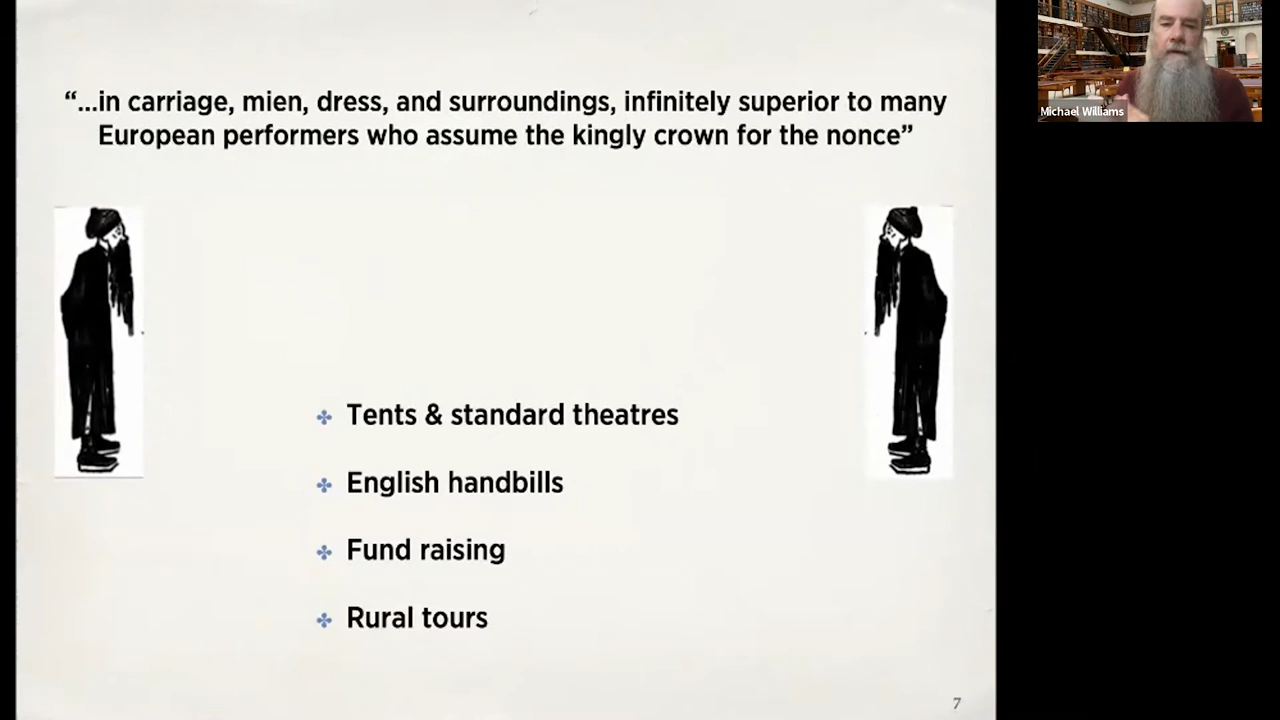 “...in carriage, mien, dress, and surroundings, infinitely superior to many
European performers who assume the kingly crown for the nonce”
Michael Williams
✤ Tents & standard theatres
✤ English handbills
✤ Fund raising
✤ Rural tours
7